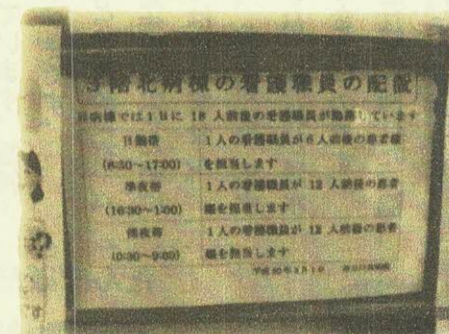 3階北病棟の看護職員の配置
当病棟では1日に 18 人前後の看護職員が勤務しています
日勤帯
1人の看護職員が6人前後の患者様
(8:30～17:00)
を担当します
準夜帯
1人の看護職員が 12 人前後の患者
(16:30～1:00)
様を担当します
深夜帯
1人の看護職員が 12 人前後の患者
(0:30～9:00)
様を担当します